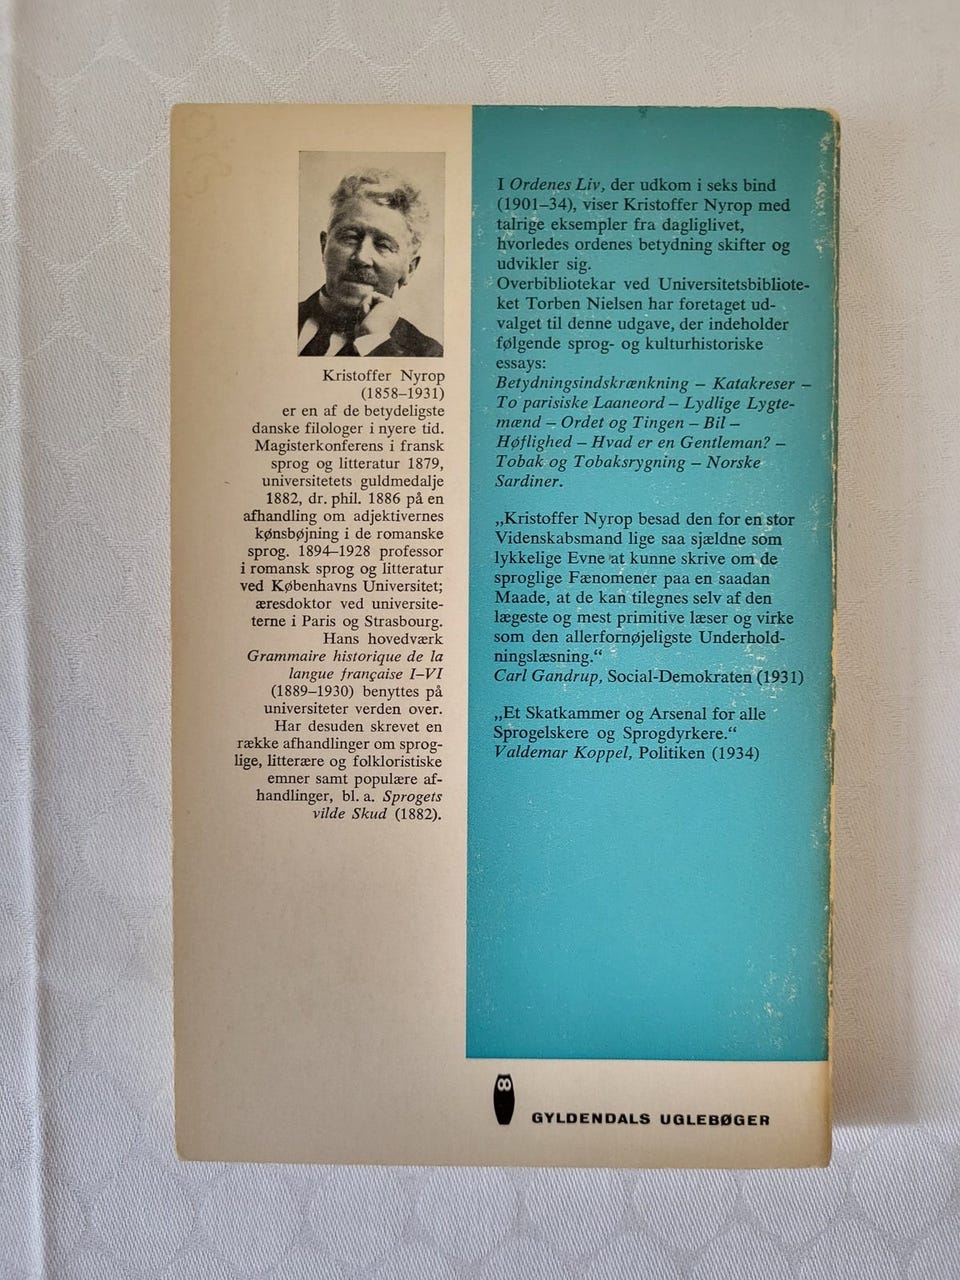 Kristoffer Nyrop
(1858–1931)
er en af de betydeligste
danske filologer i nyere tid.
Magisterkonferens i fransk
sprog og litteratur 1879,
universitetets guldmedalje
1882, dr. phil. 1886 på en
afhandling om adjektivernes
kønsbøjning i de romanske
sprog. 1894–1928 professor
i romansk sprog og litteratur
ved Københavns Universitet;
æresdoktor ved universite-
terne i Paris og Strasbourg.
Hans hovedværk
Grammaire historique de la
langue française I–VI
(1889–1930) benyttes på
universiteter verden over.
Har desuden skrevet en
række afhandlinger om sprog-
lige, litterære og folkloristiske
emner samt populære af-
handlinger, bl. a. Sprogets
vilde Skud (1882).
I Ordenes Liv, der udkom i seks bind
(1901–34), viser Kristoffer Nyrop med
talrige eksempler fra dagliglivet,
hvorledes ordenes betydning skifter og
udvikler sig.
Overbibliotekar ved Universitetsbibliote-
ket Torben Nielsen har foretaget ud-
valget til denne udgave, der indeholder
følgende sprog- og kulturhistoriske
essays:
Betydningsindskrænkning – Katakreser –
To parisiske Laaneord – Lydlige Lygte-
mænd – Ordet og Tingen – Bil –
Høflighed – Hvad er en Gentleman? –
Tobak og Tobaksrygning – Norske
Sardiner.
„Kristoffer Nyrop besad den for en stor
Videnskabsmand lige saa sjældne som
lykkelige Evne at kunne skrive om de
sproglige Fænomener paa en saadan
Maade, at de kan tilegnes selv af den
lægeste og mest primitive læser og virke
som den allerfornøjeligste Underhold-
ningslæsning.“
Carl Gandrup, Social-Demokraten (1931)
„Et Skatkammer og Arsenal for alle
Sprogelskere og Sprogdyrkere.“
Valdemar Koppel, Politiken (1934)
GYLDENDALS UGLEBØGER